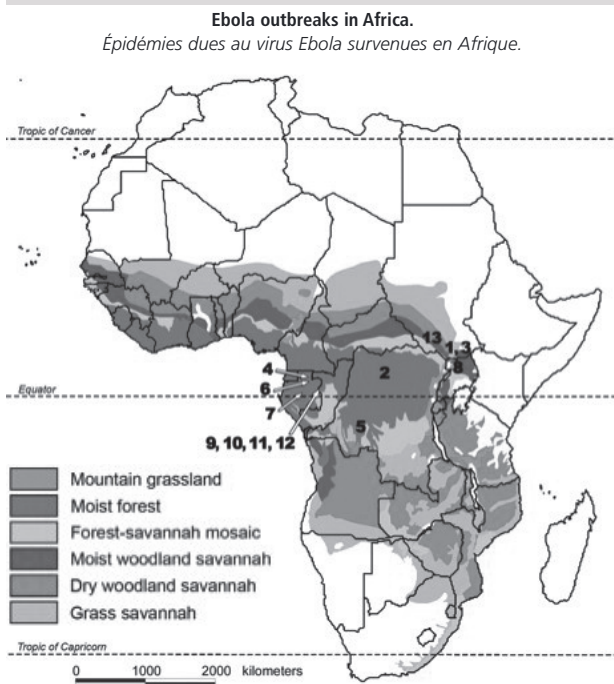 Ebola outbreaks in Africa.
Épidémies dues au virus Ebola survenues en Afrique.
Tropic of Cancer
13
1, 3
8
2
4
6
Equator
7
5
9, 10, 11, 12
Mountain grassland
Moist forest
Forest-savannah mosaic
Moist woodland savannah
Dry woodland savannah
Grass savannah
Tropic of Capricorn
0 1000 2000 kilometers